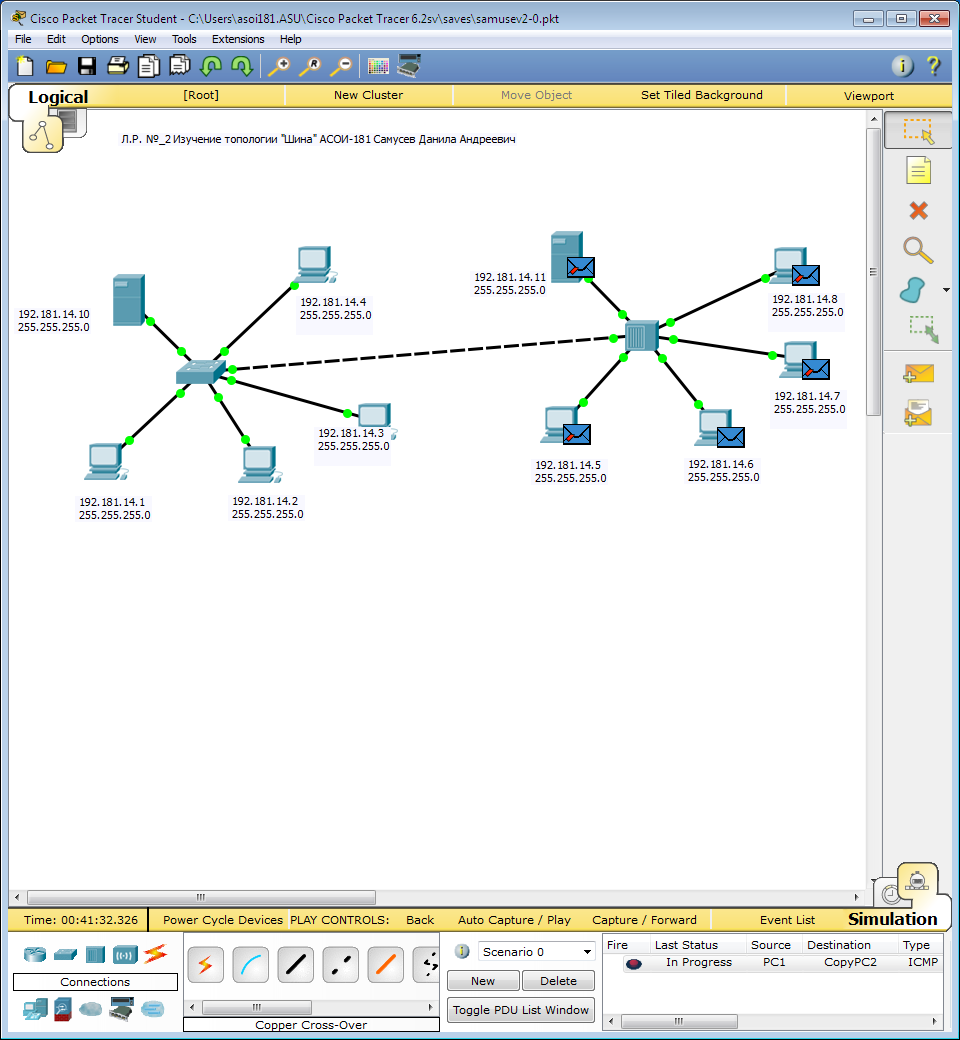 Cisco Packet Tracer Student - C:\Users\asoi181.ASU\Cisco Packet Tracer 6.2sv\saves\samusev2-0.pkt
File Edit Options View Tools Extensions Help
Logical [Root] New Cluster Move Object Set Tiled Background Viewport
Л.Р. №_2 Изучение топологии "Шина" АСОИ-181 Самусев Данила Андреевич
192.181.14.11
255.255.255.0
192.181.14.4
255.255.255.0
192.181.14.8
255.255.255.0
192.181.14.10
255.255.255.0
192.181.14.7
255.255.255.0
192.181.14.3
255.255.255.0
192.181.14.5
255.255.255.0
192.181.14.6
255.255.255.0
192.181.14.1
255.255.255.0
192.181.14.2
255.255.255.0
Time: 00:41:32.326 Power Cycle Devices PLAY CONTROLS: Back Auto Capture / Play Capture / Forward Event List Simulation
Connections
Copper Cross-Over
Scenario 0
New Delete
Toggle PDU List Window
Fire Last Status Source Destination Type
In Progress PC1 CopyPC2 ICMP